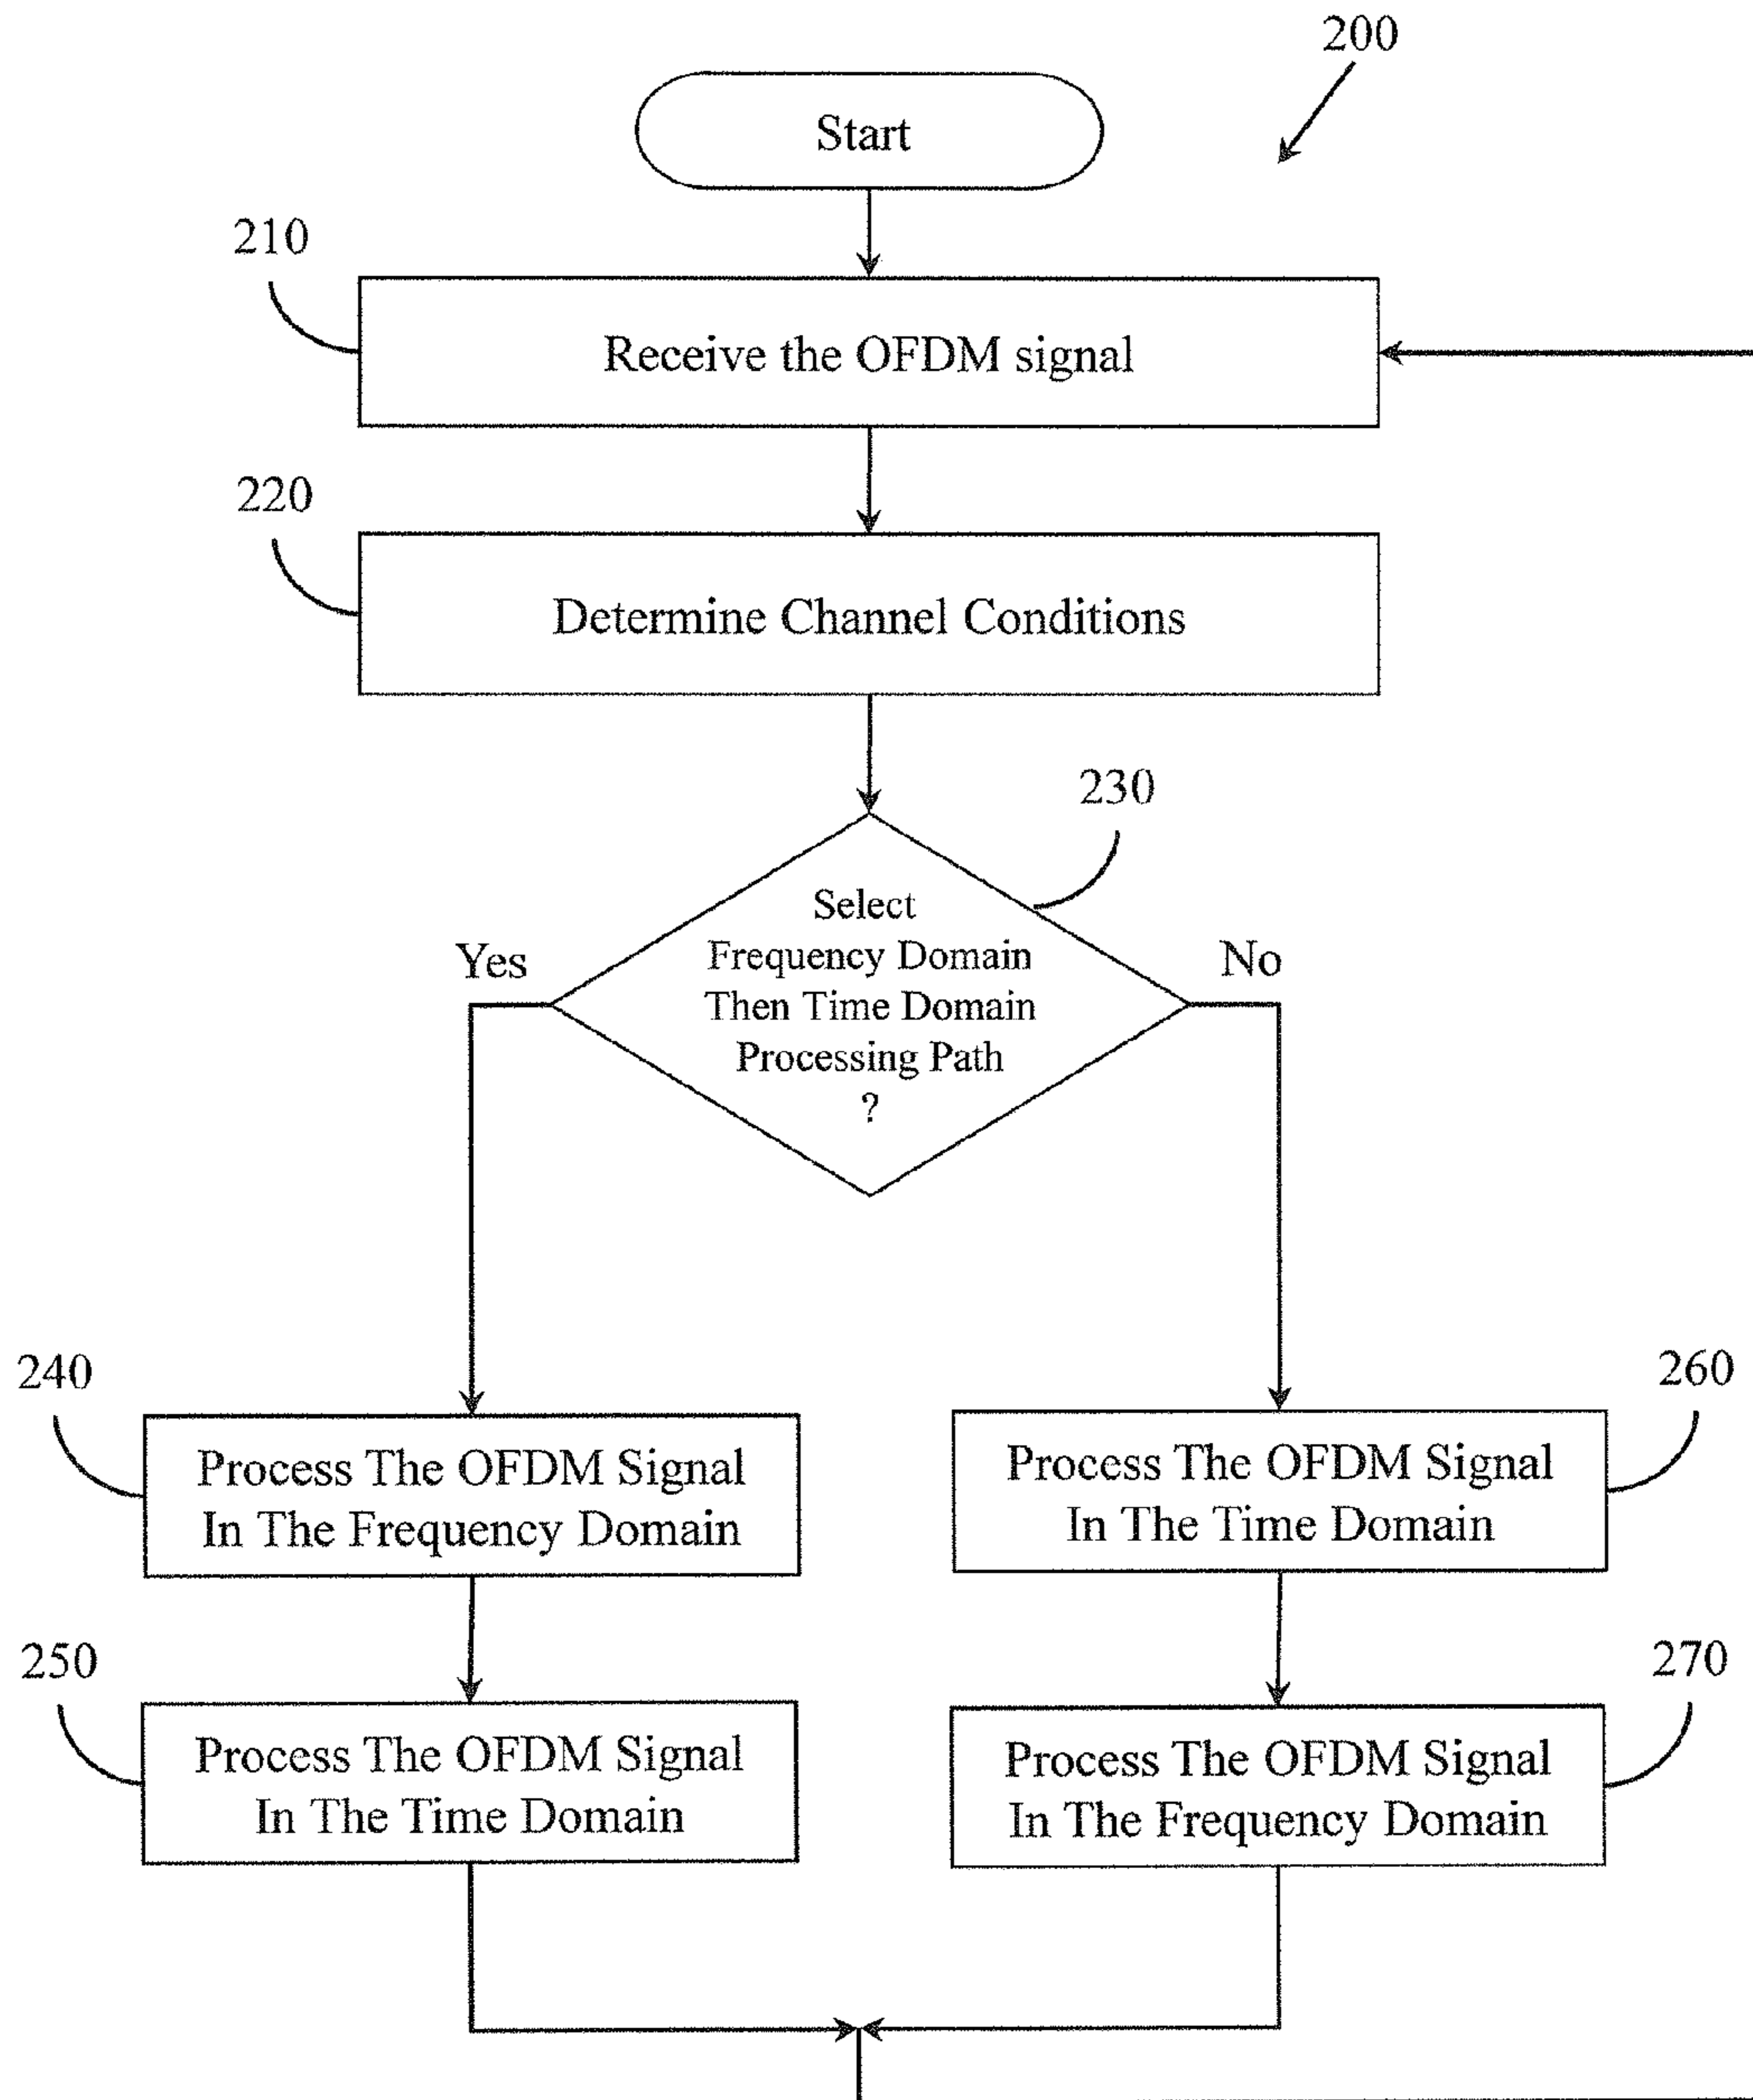 200
Start
210
Receive the OFDM signal
220
Determine Channel Conditions
230
Select
Frequency Domain
Then Time Domain
Processing Path
?
Yes
No
240
Process The OFDM Signal
In The Frequency Domain
260
Process The OFDM Signal
In The Time Domain
250
Process The OFDM Signal
In The Time Domain
270
Process The OFDM Signal
In The Frequency Domain